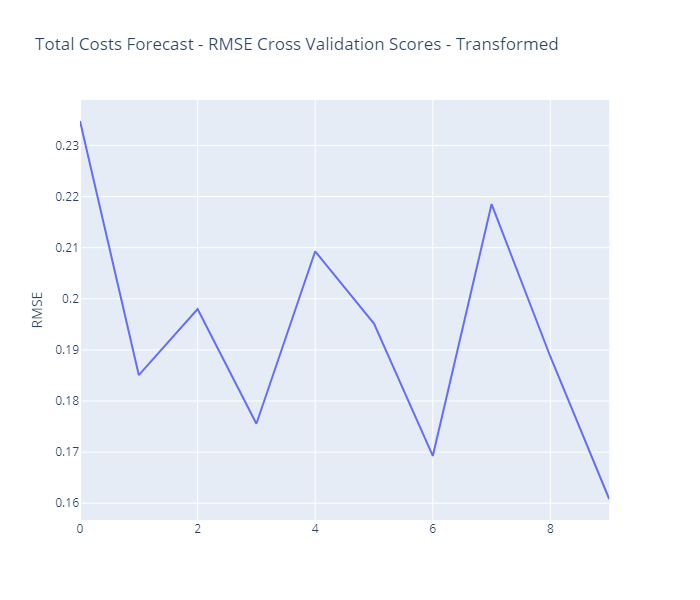 Total Costs Forecast - RMSE Cross Validation Scores - Transformed
RMSE
0.23
0.22
0.21
0.2
0.19
0.18
0.17
0.16
0 2 4 6 8